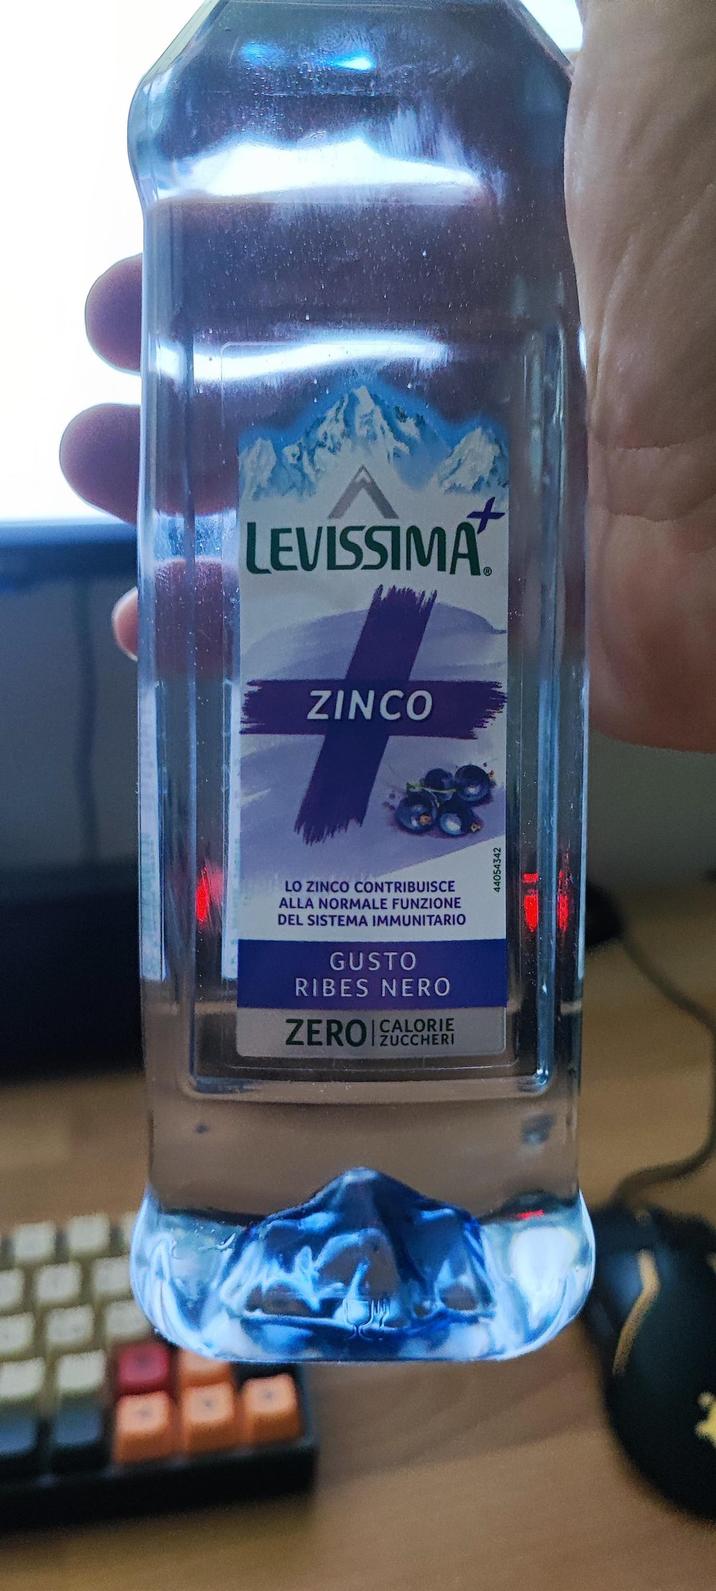 LEVISSIMA+®
ZINCO
LO ZINCO CONTRIBUISCE
ALLA NORMALE FUNZIONE
DEL SISTEMA IMMUNITARIO
44054342
GUSTO
RIBES NERO
ZERO CALORIE
ZUCCHERI